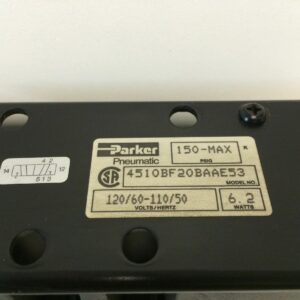 Parker
Pneumatic
150-MAX
PSIG
4510BF20BAAE53
MODEL NO.
120/60-110/50
VOLTS/HERTZ
6.2
WATTS
4 2
14
12
5 1 3